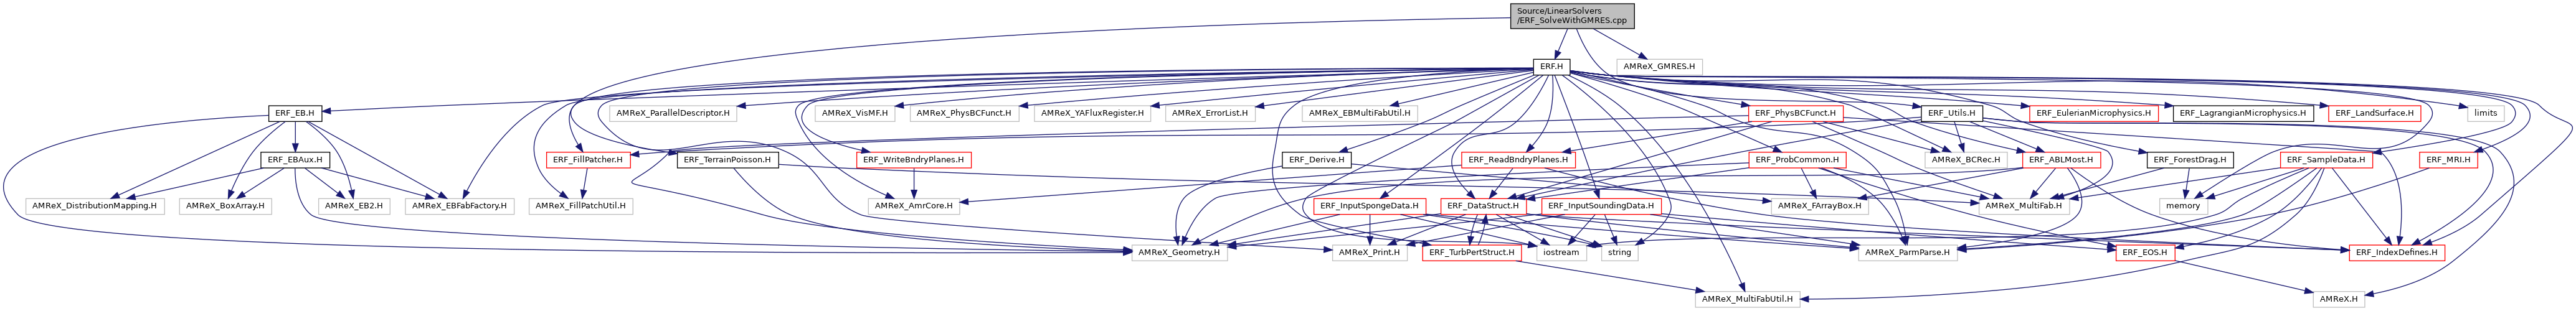 Source/LinearSolvers
/ERF_SolveWithGMRES.cpp
ERF.H
AMReX_GMRES.H
ERF_EB.H
AMReX_ParallelDescriptor.H
AMReX_VisMF.H
AMReX_PhysBCFunct.H
AMReX_YAFluxRegister.H
AMReX_ErrorList.H
AMReX_EBMultiFabUtil.H
ERF_PhysBCFunct.H
ERF_Utils.H
ERF_EulerianMicrophysics.H
ERF_LagrangianMicrophysics.H
ERF_LandSurface.H
limits
ERF_EBAux.H
ERF_FillPatcher.H
ERF_TerrainPoisson.H
ERF_WriteBndryPlanes.H
ERF_Derive.H
ERF_ReadBndryPlanes.H
ERF_ProbCommon.H
AMReX_BCRec.H
ERF_ABLMost.H
ERF_ForestDrag.H
ERF_SampleData.H
ERF_MRI.H
AMReX_DistributionMapping.H
AMReX_BoxArray.H
AMReX_EB2.H
AMReX_EBFabFactory.H
AMReX_FillPatchUtil.H
AMReX_AmrCore.H
ERF_InputSpongeData.H
ERF_DataStruct.H
ERF_InputSoundingData.H
AMReX_FArrayBox.H
AMReX_MultiFab.H
memory
AMReX_Geometry.H
AMReX_Print.H
ERF_TurbPertStruct.H
iostream
string
AMReX_ParmParse.H
ERF_EOS.H
ERF_IndexDefines.H
AMReX_MultiFabUtil.H
AMReX.H